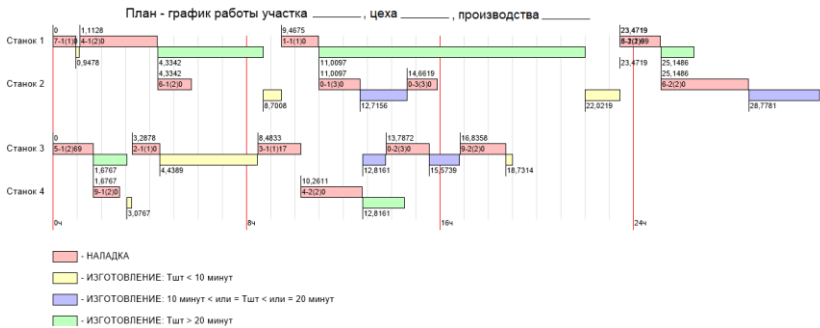 План - график работы участка ______ , цеха ______ , производства ______
0 1,1128 9,4675 23,4719
Станок 1 7-1(1)0 4-1(2)0 1-1(1)0
0,9478 4,3342 11,0097 23,4719 25,1486
4,3342 11,0097 14,6619 25,1486
Станок 2 6-1(2)0 0-1(3)0 0-3(3)0 6-2(2)0
8,7008 12,7156 22,0219 28,7781
0 3,2878 8,4833 13,7872 16,8358
Станок 3 5-1(2)69 2-1(1)0 3-1(1)17 0-2(3)0 9-2(2)0
1,6767 4,4389 12,8161 15,5739 18,7314
1,6767 10,2611
Станок 4 9-1(2)0 4-2(2)0
3,0767 12,8161
0ч 8ч 16ч 24ч
- НАЛАДКА
- ИЗГОТОВЛЕНИЕ: Тшт < 10 минут
- ИЗГОТОВЛЕНИЕ: 10 минут < или = Тшт < или = 20 минут
- ИЗГОТОВЛЕНИЕ: Тшт > 20 минут